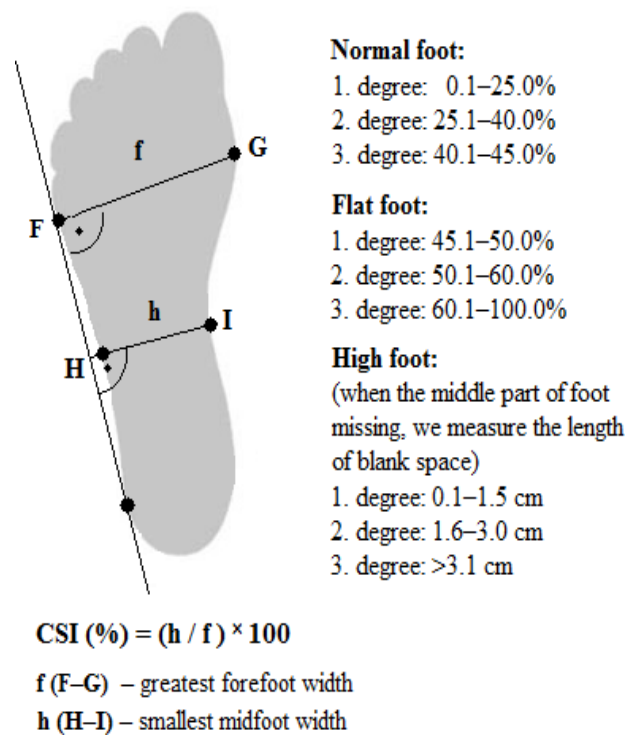 Normal foot:
1. degree: 0.1–25.0%
2. degree: 25.1–40.0%
3. degree: 40.1–45.0%
Flat foot:
1. degree: 45.1–50.0%
2. degree: 50.1–60.0%
3. degree: 60.1–100.0%
High foot:
(when the middle part of foot
missing, we measure the length
of blank space)
1. degree: 0.1–1.5 cm
2. degree: 1.6–3.0 cm
3. degree: >3.1 cm
f
G
F
h
I
H
CSI (%) = (h / f) × 100
f (F–G) – greatest forefoot width
h (H–I) – smallest midfoot width